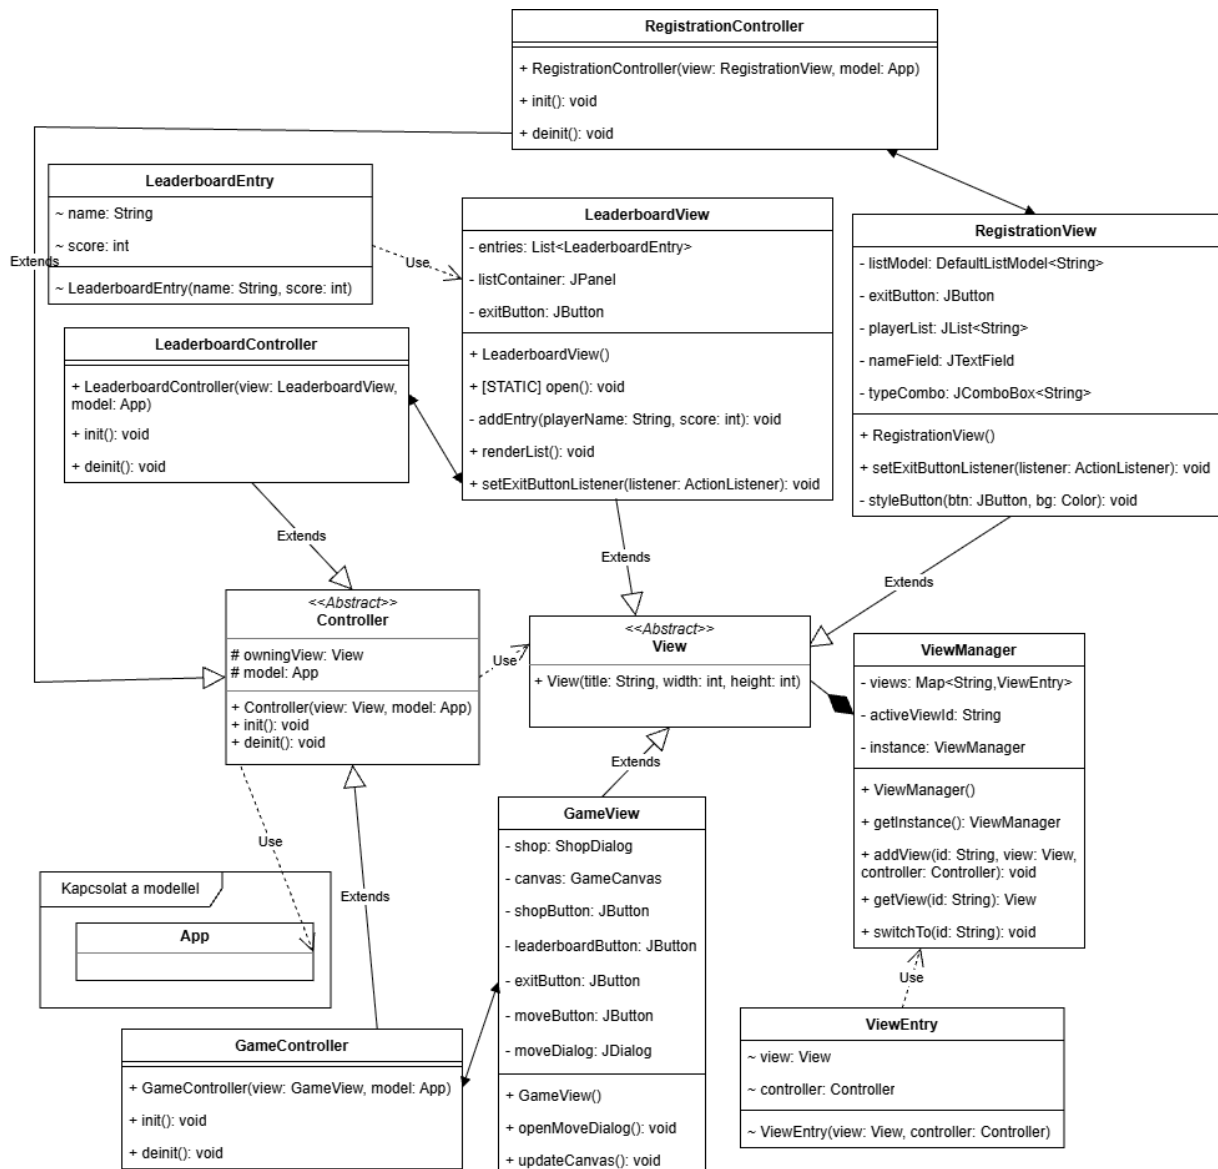 RegistrationController
+ RegistrationController(view: RegistrationView, model: App)
+ init(): void
+ deinit(): void
Extends
LeaderboardEntry
~ name: String
~ score: int
~ LeaderboardEntry(name: String, score: int)
Use
LeaderboardView
- entries: List<LeaderboardEntry>
- listContainer: JPanel
- exitButton: JButton
+ LeaderboardView()
+ [STATIC] open(): void
- addEntry(playerName: String, score: int): void
+ renderList(): void
+ setExitButtonListener(listener: ActionListener): void
RegistrationView
- listModel: DefaultListModel<String>
- exitButton: JButton
- playerList: JList<String>
- nameField: JTextField
- typeCombo: JComboBox<String>
+ RegistrationView()
+ setExitButtonListener(listener: ActionListener): void
- styleButton(btn: JButton, bg: Color): void
LeaderboardController
+ LeaderboardController(view: LeaderboardView,
model: App)
+ init(): void
+ deinit(): void
Extends
Extends
Extends
<<Abstract>>
Controller
# owningView: View
# model: App
+ Controller(view: View, model: App)
+ init(): void
+ deinit(): void
Use
<<Abstract>>
View
+ View(title: String, width: int, height: int)
ViewManager
- views: Map<String,ViewEntry>
- activeViewId: String
- instance: ViewManager
+ ViewManager()
+ getInstance(): ViewManager
+ addView(id: String, view: View,
controller: Controller): void
+ getView(id: String): View
+ switchTo(id: String): void
Extends
Use
Extends
GameView
- shop: ShopDialog
- canvas: GameCanvas
- shopButton: JButton
- leaderboardButton: JButton
- exitButton: JButton
- moveButton: JButton
- moveDialog: JDialog
+ GameView()
+ openMoveDialog(): void
+ updateCanvas(): void
Kapcsolat a modellel
App
Use
ViewEntry
~ view: View
~ controller: Controller
~ ViewEntry(view: View, controller: Controller)
GameController
+ GameController(view: GameView, model: App)
+ init(): void
+ deinit(): void